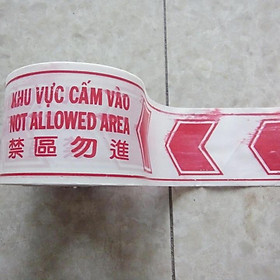 KHU VỰC CẤM VÀO
NOT ALLOWED AREA
禁區勿進